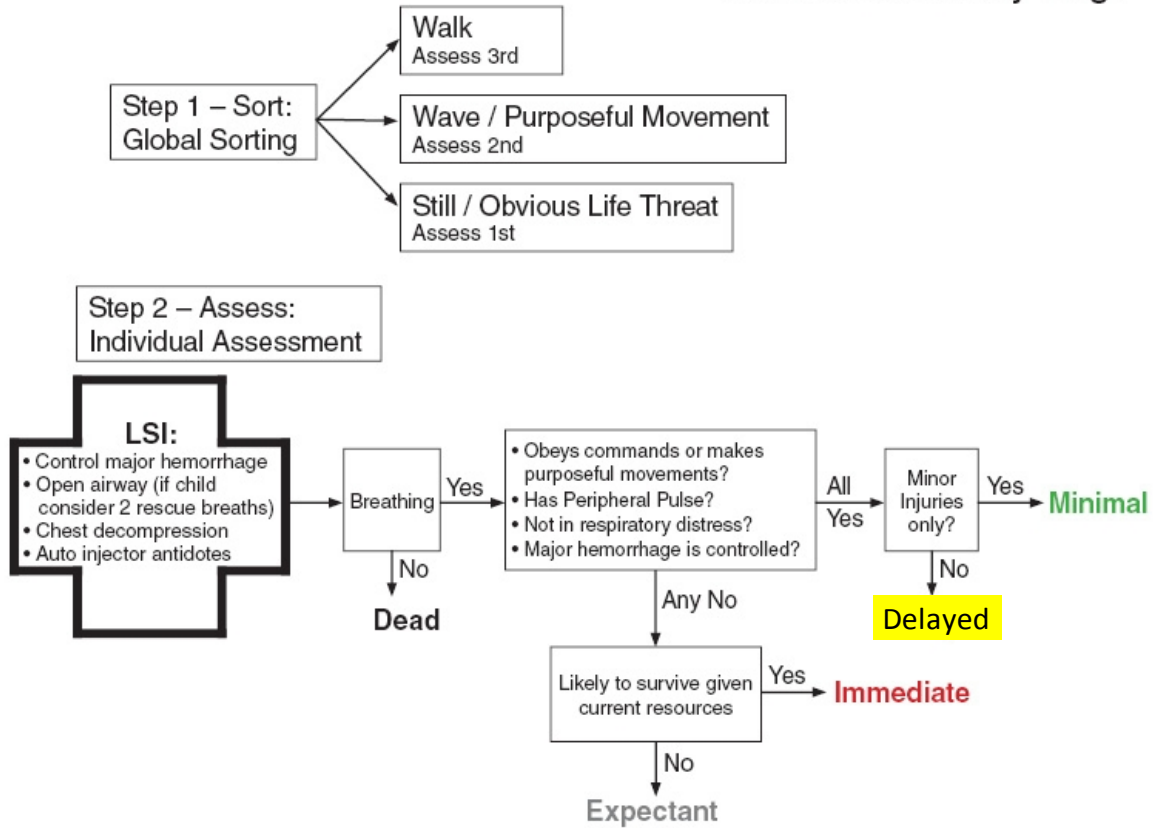 Walk
Assess 3rd
Step 1 – Sort:
Global Sorting
Wave / Purposeful Movement
Assess 2nd
Still / Obvious Life Threat
Assess 1st
Step 2 – Assess:
Individual Assessment
LSI:
• Control major hemorrhage
• Open airway (if child
consider 2 rescue breaths)
• Chest decompression
• Auto injector antidotes
Breathing
Yes
No
Dead
• Obeys commands or makes
purposeful movements?
• Has Peripheral Pulse?
• Not in respiratory distress?
• Major hemorrhage is controlled?
All
Yes
Minor
Injuries
only?
Yes
Minimal
No
Delayed
Any No
Likely to survive given
current resources
Yes
Immediate
No
Expectant